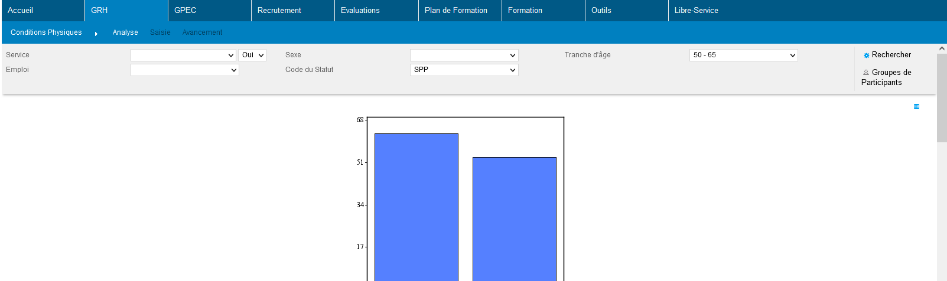 Accueil GRH GPEC Recrutement Evaluations Plan de Formation Formation Outils Libre-Service
Conditions Physiques Analyse Saisie Avancement
Service Oui Sexe Tranche d'âge 50 - 65 Rechercher
Emploi Code du Statut SPP Groupes de
Participants
68
51
34
17